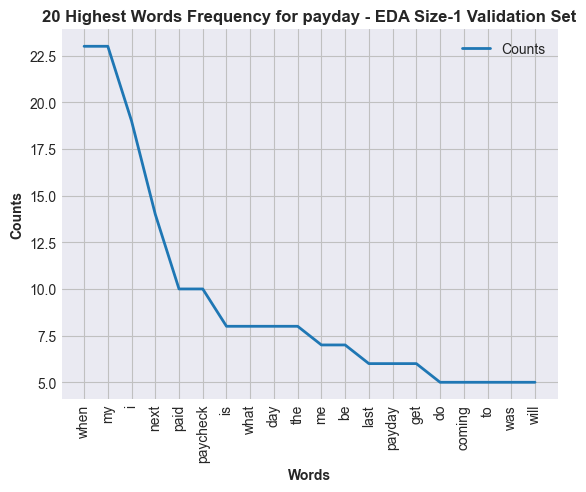 20 Highest Words Frequency for payday - EDA Size-1 Validation Set
Counts
22.5
20.0
17.5
15.0
12.5
10.0
7.5
5.0
Counts
when
my
i
next
paid
paycheck
is
what
day
the
me
be
last
payday
get
do
coming
to
was
will
Words